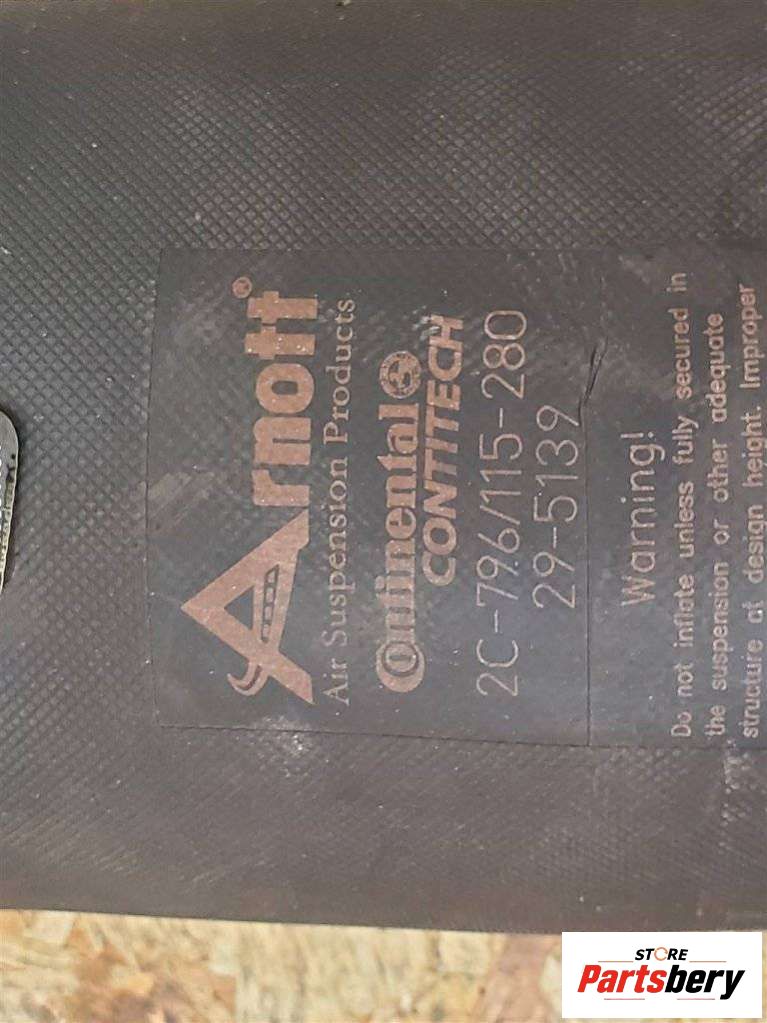 Arnott®
Air Suspension Products
Continental
CONTITECH
2C-796/115-280
29-5139
Warning!
Do not inflate unless fully secured in
the suspension or other adequate
structure at design height. Improper
STORE
Partsbery